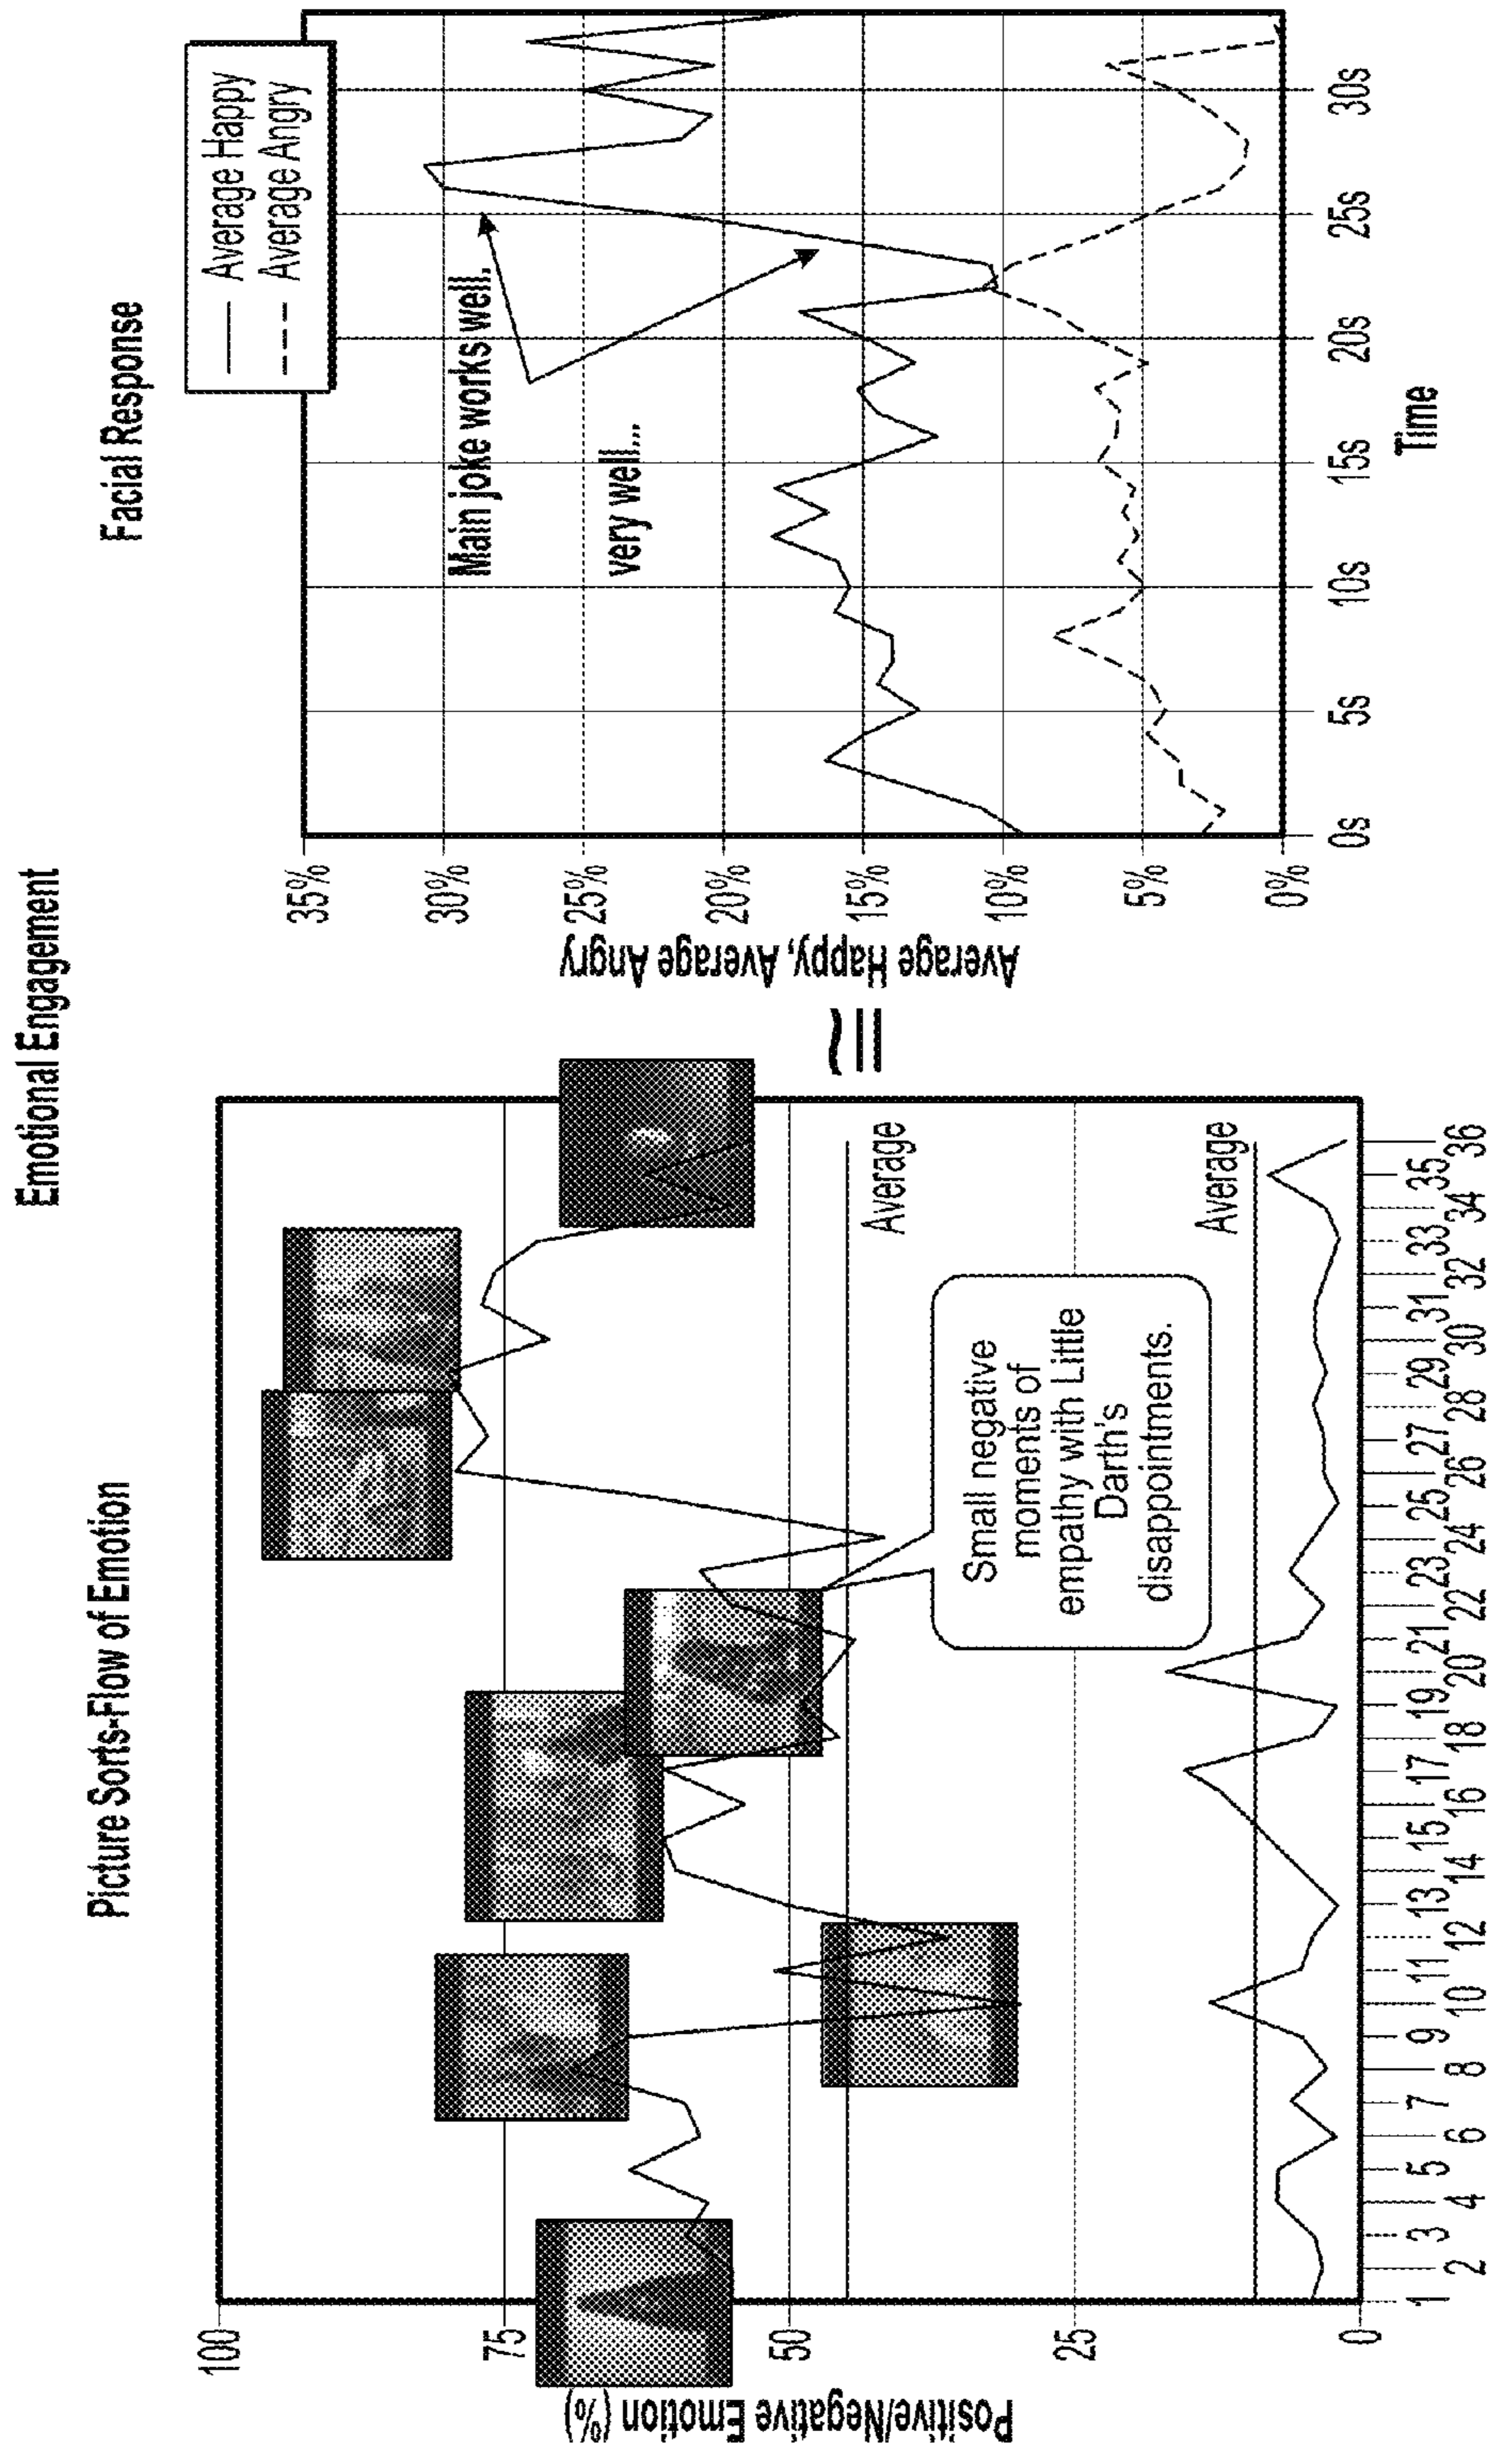 Emotional Engagement
Picture Sorts-Flow of Emotion
Positive/Negative Emotion (%)
100
75
50
25
0
Average
Average
Small negative
moments of
empathy with Little
Darth's
disappointments.
1 2 3 4 5 6 7 8 9 10 11 12 13 14 15 16 17 18 19 20 21 22 23 24 25 26 27 28 29 30 31 32 33 34 35 36
≃
Facial Response
Average Happy, Average Angry
35%
30%
25%
20%
15%
10%
5%
0%
Average Happy
Average Angry
Main joke works well.
very well...
0s 5s 10s 15s 20s 25s 30s
Time